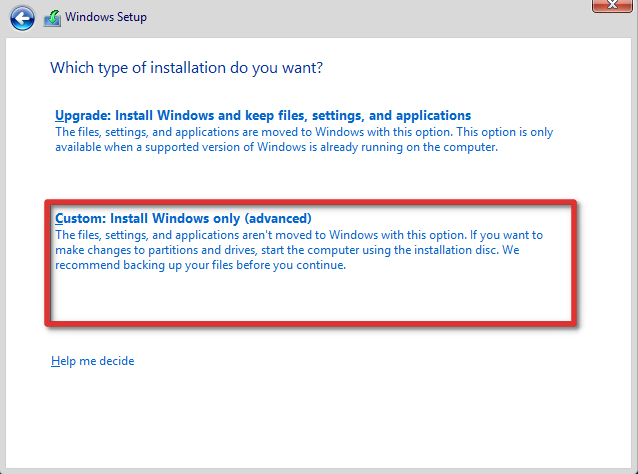 Windows Setup
Which type of installation do you want?
Upgrade: Install Windows and keep files, settings, and applications
The files, settings, and applications are moved to Windows with this option. This option is only
available when a supported version of Windows is already running on the computer.
Custom: Install Windows only (advanced)
The files, settings, and applications aren't moved to Windows with this option. If you want to
make changes to partitions and drives, start the computer using the installation disc. We
recommend backing up your files before you continue.
Help me decide